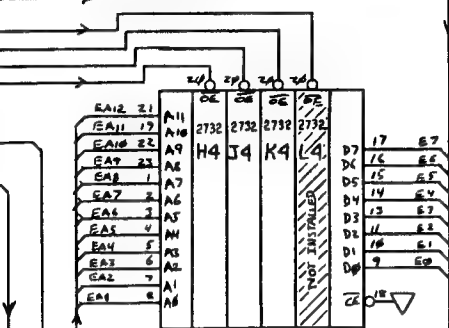 20 20 20 20
OE OE OE OE
EA12 21 A11
EA11 19 A10
EA10 22 A9
EA9 23 A8
EA8 1 A7
EA7 2 A6
EA6 3 A5
EA5 4 A4
EA4 5 A3
EA3 6 A2
EA2 7 A1
EA1 8 A0
2732 2732 2732 2732
H4 J4 K4 L4
NOT INSTALLED
D7 17 E7
D6 16 E6
D5 15 E5
D4 14 E4
D3 13 E3
D2 11 E2
D1 10 E1
D0 9 E0
CE 18